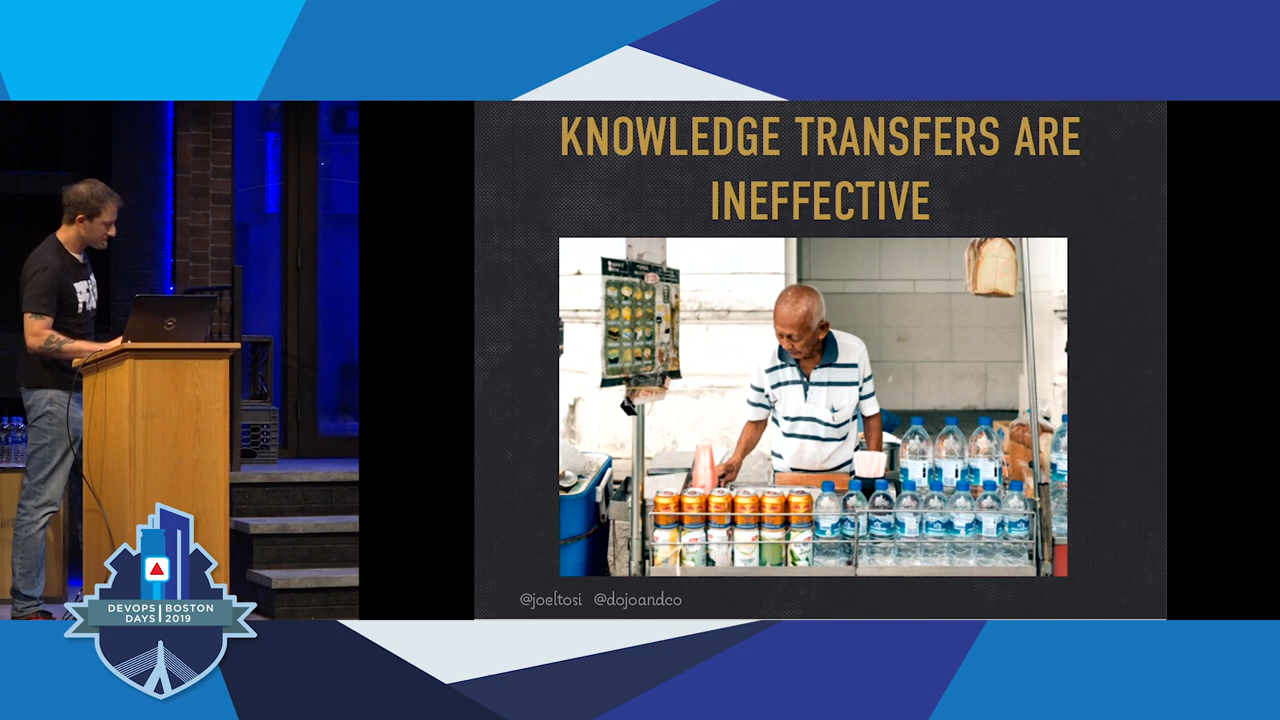 KNOWLEDGE TRANSFERS ARE
INEFFECTIVE
@joeltosi @dojoandco
DEVOPS BOSTON
DAYS 2019